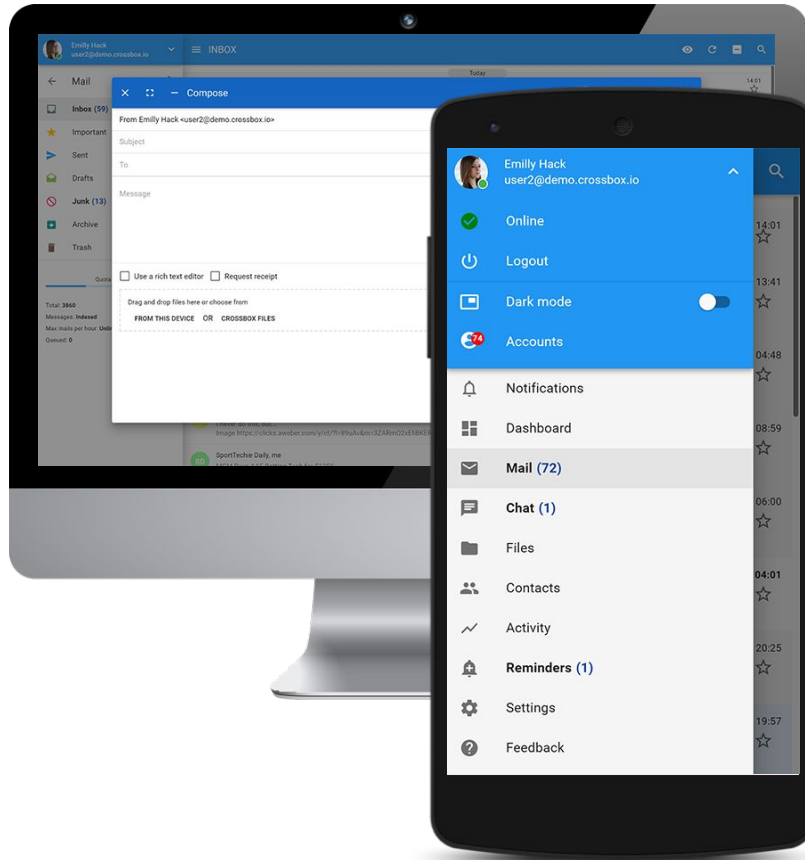 Emilly Hack
user2@demo.crossbox.io
INBOX
Mail
Today
14:01
Compose
Inbox (59)
From Emilly Hack <user2@demo.crossbox.io>
Important
Subject
Sent
To
Drafts
Message
Junk (13)
Archive
Trash
Quota
Use a rich text editor
Request receipt
Drag and drop files here or choose from
FROM THIS DEVICE OR CROSSBOX FILES
Total: 3860
Messages: Indexed
Max mails per hour:
Queued: 0
SportTechie Daily, me
Emilly Hack
user2@demo.crossbox.io
Online
14:01
Logout
13:41
Dark mode
74
Accounts
04:48
Notifications
Dashboard
08:59
Mail (72)
Chat (1)
06:00
Files
Contacts
04:01
Activity
20:25
Reminders (1)
Settings
19:57
Feedback